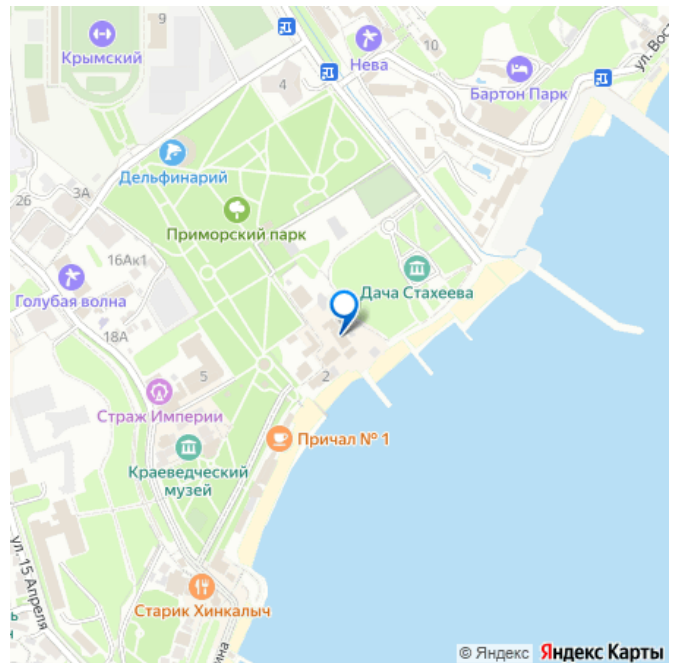 9
Крымский
4
Нева
10
Бартон Парк
ул. Вос
Дельфинарий
3А
26
Приморский парк
16Ак1
Голубая волна
Дача Стахеева
18А
5
2
Страж Империи
Причал № 1
Краеведческий
музей
ул. 15 Апреля
Старик Хинкалыч
© Яндекс Яндекс Карты